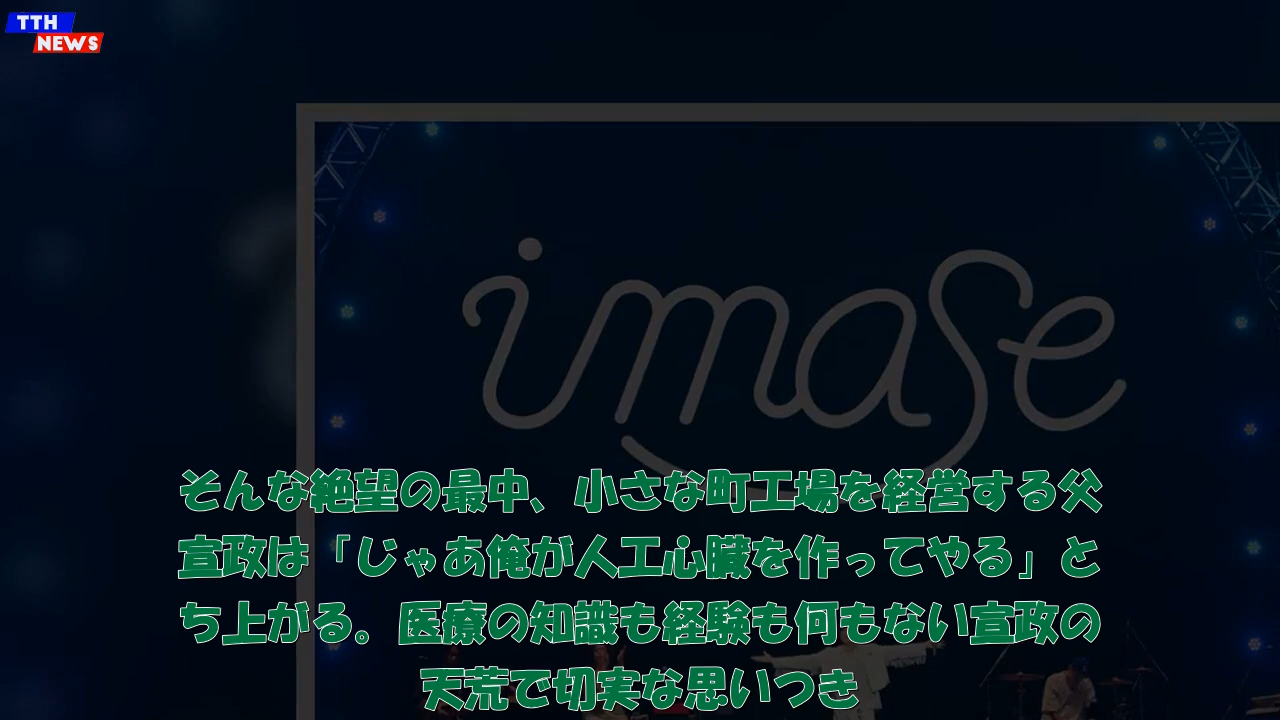 TTH
NEWS
imase
そんな絶望の最中、小さな町工場を経営する父
宣政は「じゃあ俺が人工心臓を作ってやる」と
ち上がる。医療の知識も経験も何もない宣政の
天荒で切実な思いつき